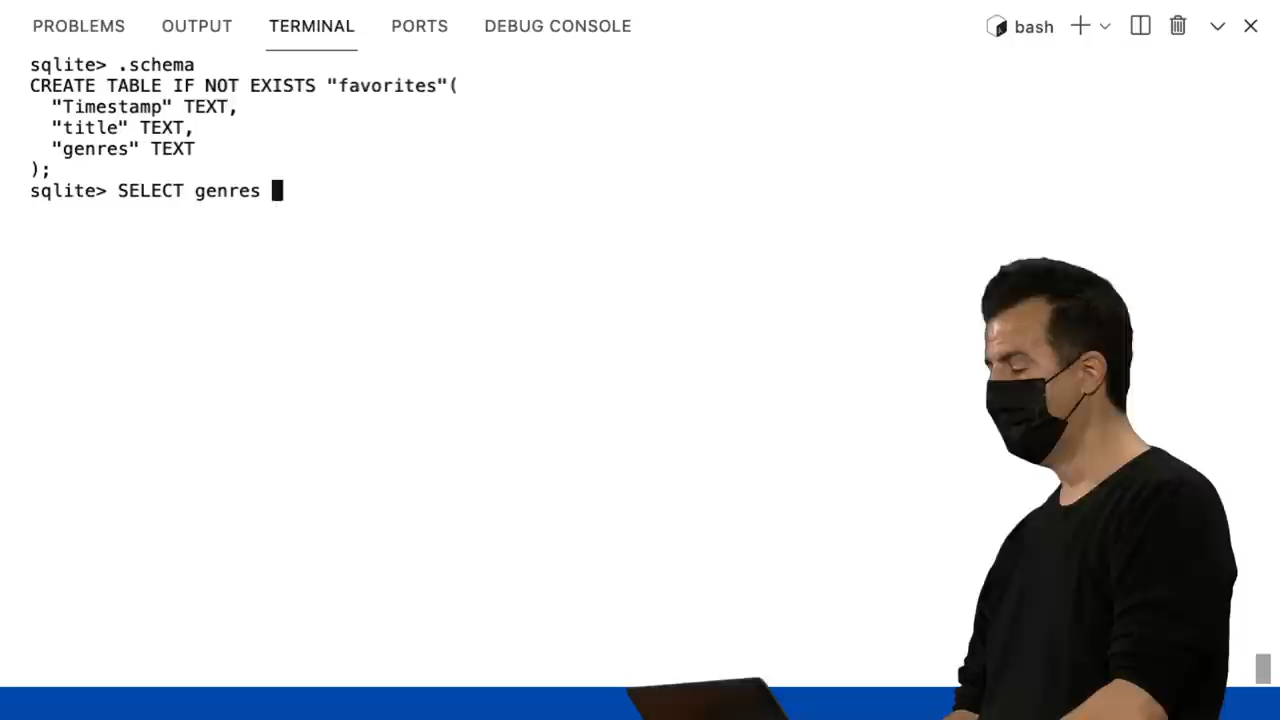 PROBLEMS OUTPUT TERMINAL PORTS DEBUG CONSOLE bash
sqlite> .schema
CREATE TABLE IF NOT EXISTS "favorites"(
"Timestamp" TEXT,
"title" TEXT,
"genres" TEXT
);
sqlite> SELECT genres